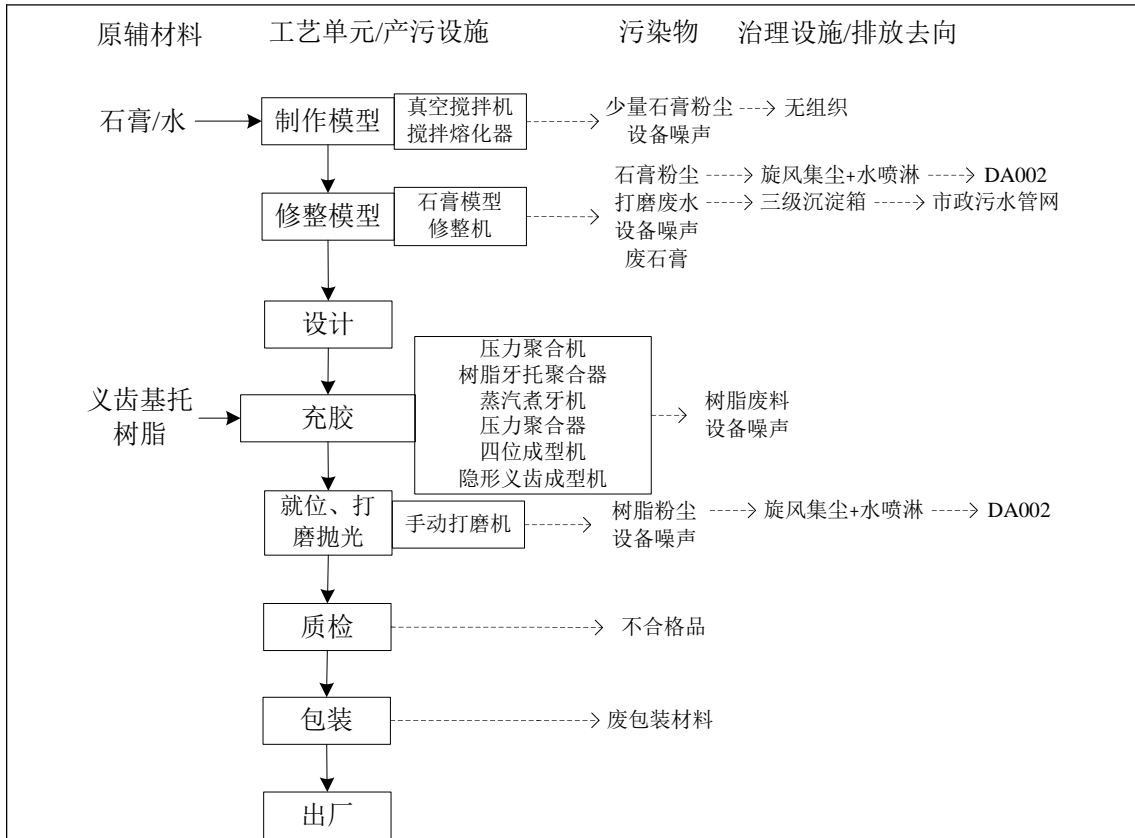 原辅材料 工艺单元/产污设施 污染物 治理设施/排放去向
石膏/水
制作模型
真空搅拌机
搅拌熔化器
少量石膏粉尘
设备噪声
无组织
修整模型
石膏模型
修整机
石膏粉尘 旋风集尘+水喷淋 DA002
打磨废水 三级沉淀箱 市政污水管网
设备噪声
废石膏
设计
义齿基托
树脂
充胶
压力聚合机
树脂牙托聚合器
蒸汽煮牙机
压力聚合器
四位成型机
隐形义齿成型机
树脂废料
设备噪声
就位、打
磨抛光
手动打磨机
树脂粉尘 旋风集尘+水喷淋 DA002
设备噪声
质检
不合格品
包装
废包装材料
出厂